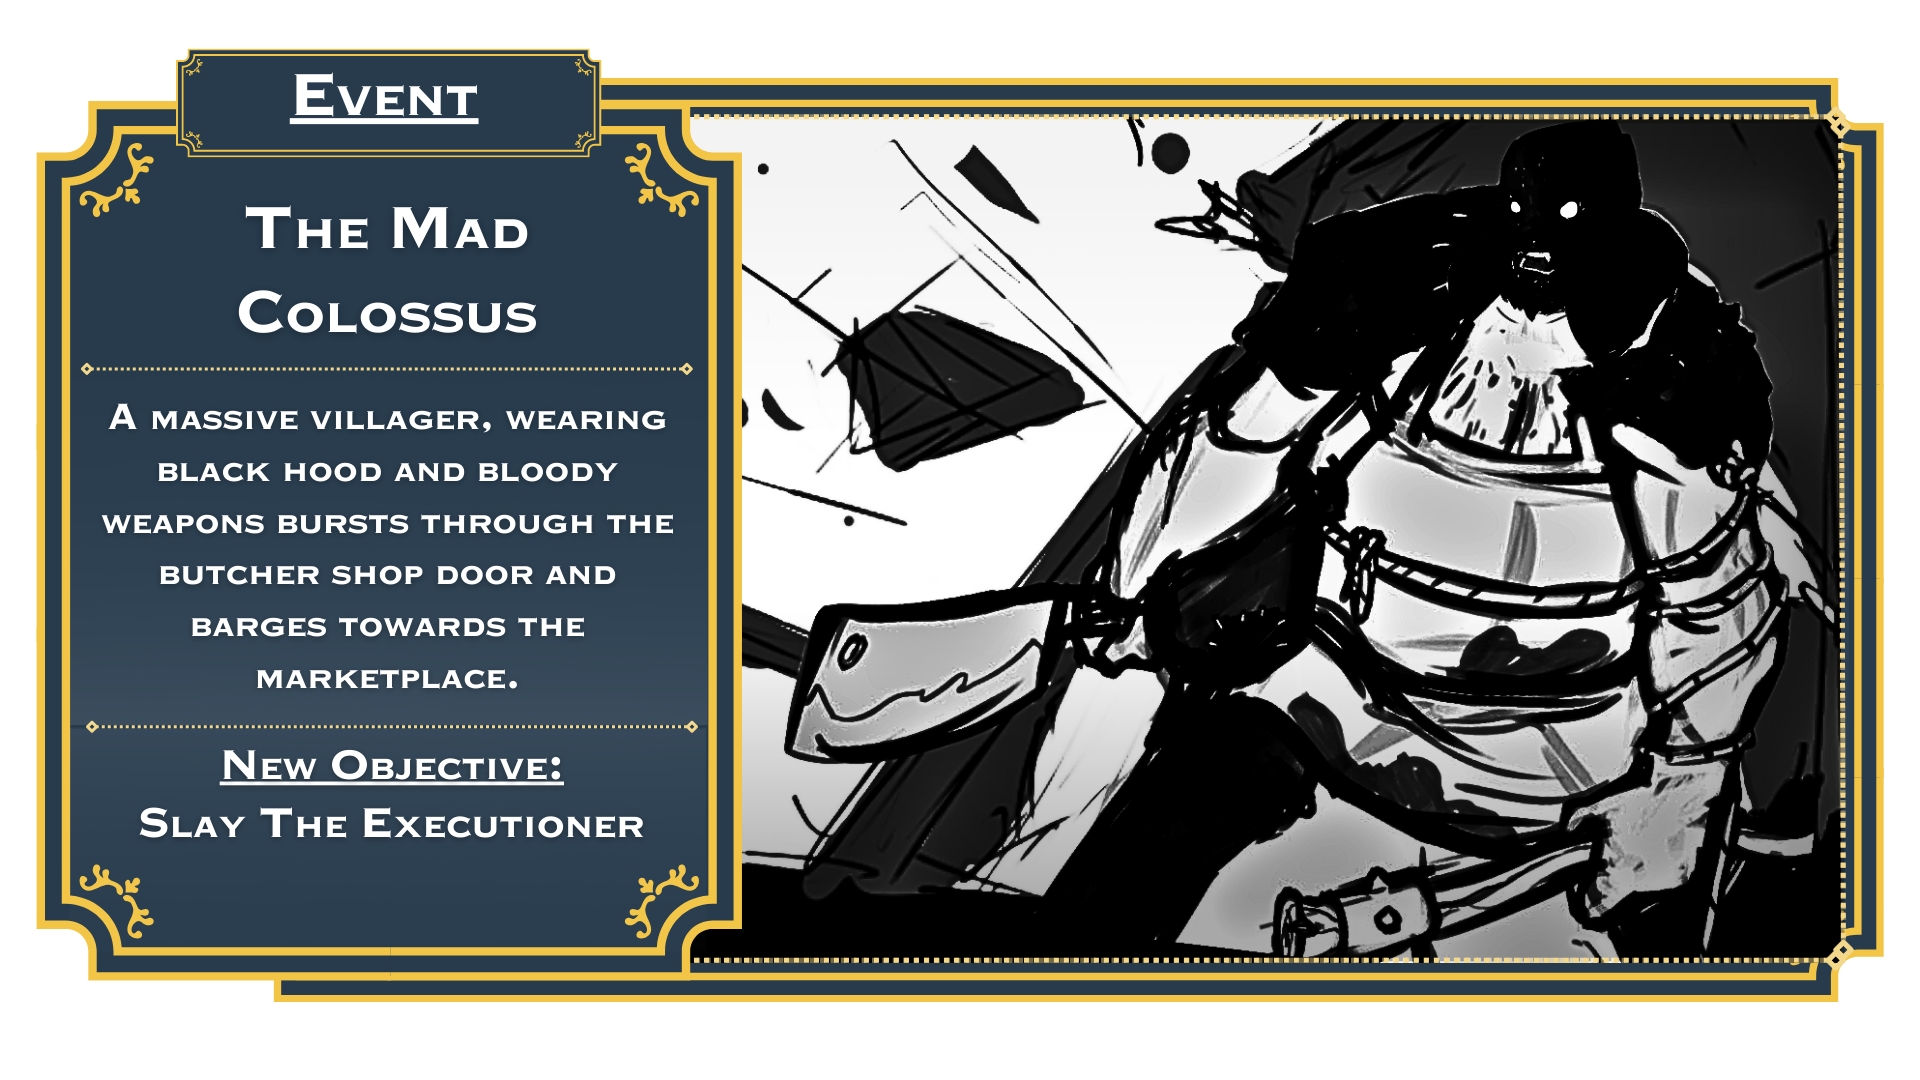 Event
The Mad
Colossus
A massive villager, wearing
black hood and bloody
weapons bursts through the
butcher shop door and
barges towards the
marketplace.
New Objective:
Slay The Executioner